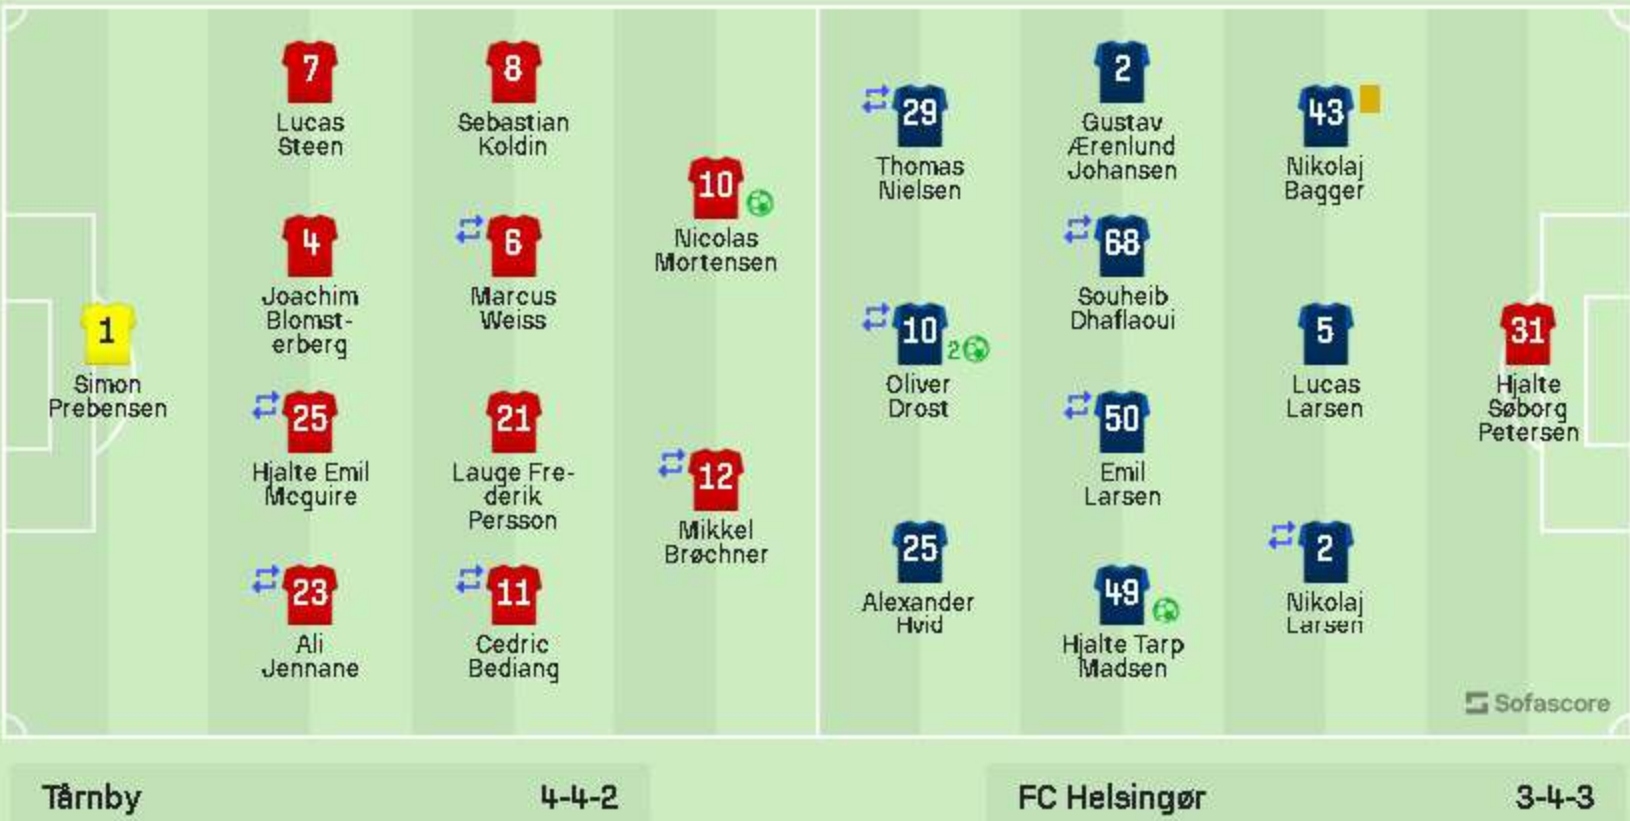 1
Simon
Prebensen
7
Lucas
Steen
4
Joachim
Blomst-
erberg
25
Hjalte Emil
Mcguire
23
Ali
Jennane
8
Sebastian
Koldin
6
Marcus
Weiss
21
Lauge Fre-
derik
Persson
11
Cedric
Bediang
10
Nicolas
Mortensen
12
Mikkel
Brøchner
29
Thomas
Nielsen
10
2
Oliver
Drost
25
Alexander
Hvid
2
Gustav
Ærenlund
Johansen
68
Souheib
Dhaflaoui
50
Emil
Larsen
49
Hjalte Tarp
Madsen
43
Nikolaj
Bagger
5
Lucas
Larsen
2
Nikolaj
Larsen
31
Hjalte
Søborg
Petersen
Sofascore
Tårnby 4-4-2
FC Helsingør 3-4-3